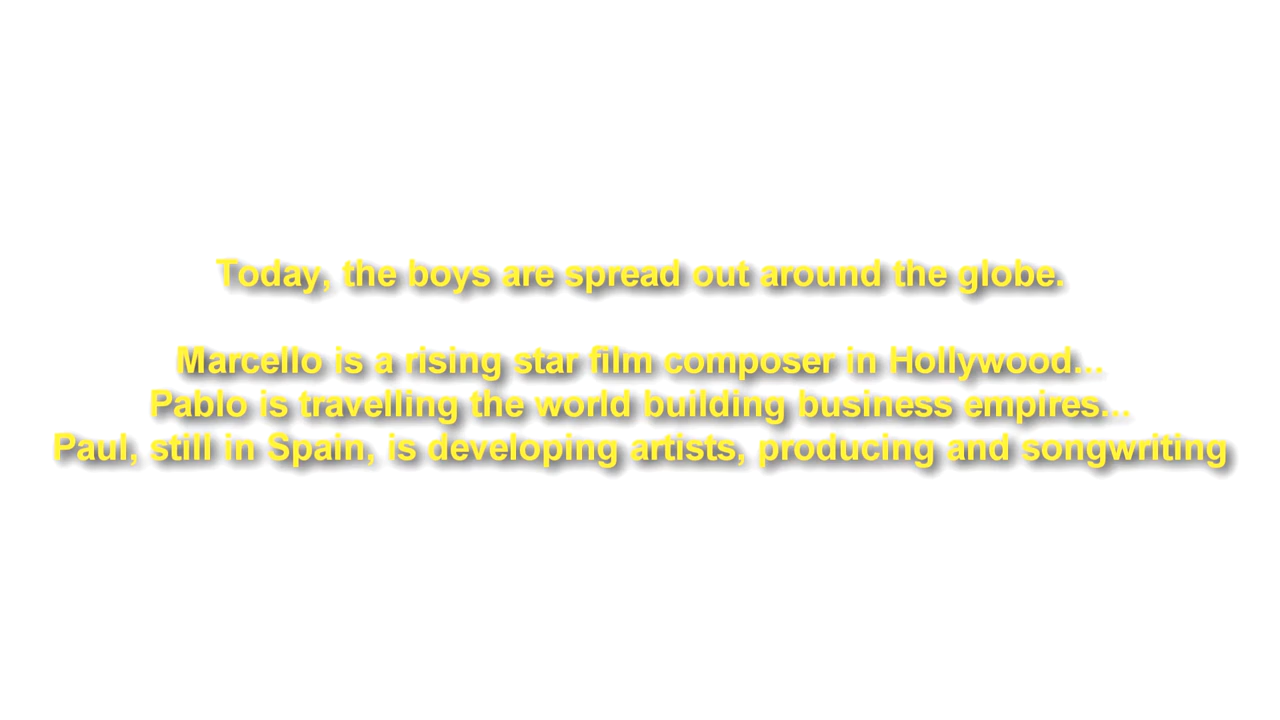 Today, the boys are spread out around the globe.
Marcello is a rising star film composer in Hollywood...
Pablo is travelling the world building business empires...
Paul, still in Spain, is developing artists, producing and songwriting